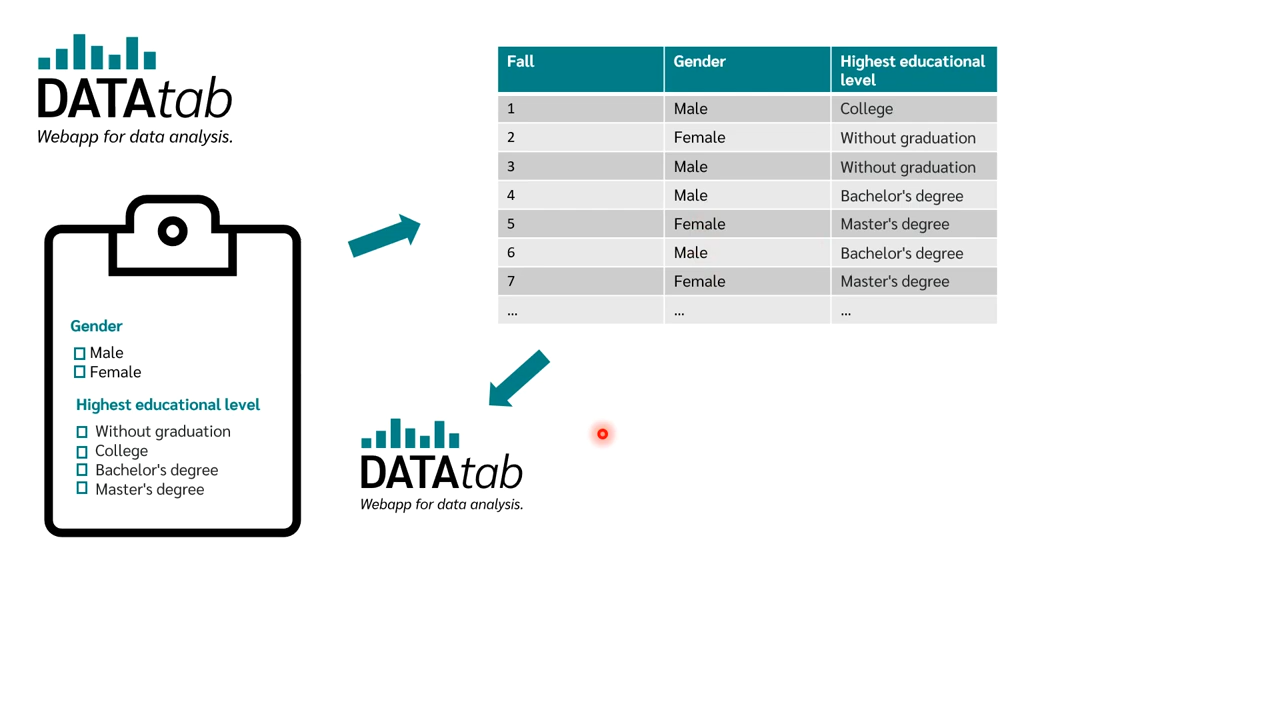 DATAtab
Webapp for data analysis.
Gender
Male
Female
Highest educational level
Without graduation
College
Bachelor's degree
Master's degree
Fall Gender Highest educational
level
1 Male College
2 Female Without graduation
3 Male Without graduation
4 Male Bachelor's degree
5 Female Master's degree
6 Male Bachelor's degree
7 Female Master's degree
... ... ...
DATAtab
Webapp for data analysis.